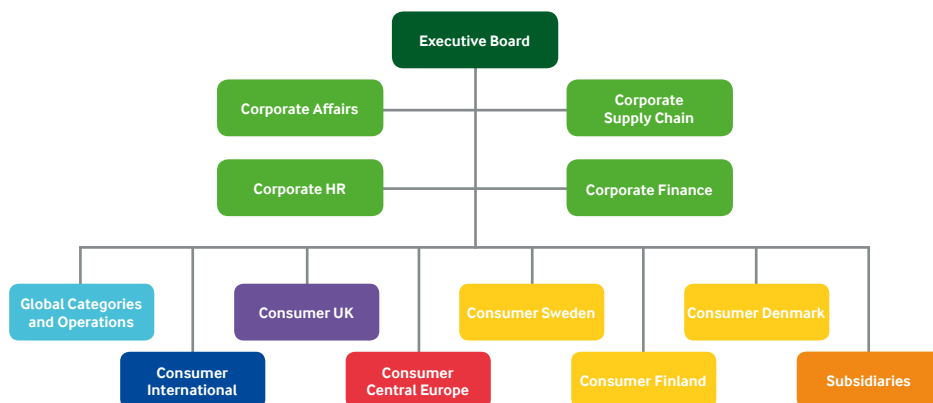 Executive Board
Corporate Affairs
Corporate
Supply Chain
Corporate HR
Corporate Finance
Global Categories
and Operations
Consumer UK
Consumer Sweden
Consumer Denmark
Consumer
International
Consumer
Central Europe
Consumer Finland
Subsidiaries